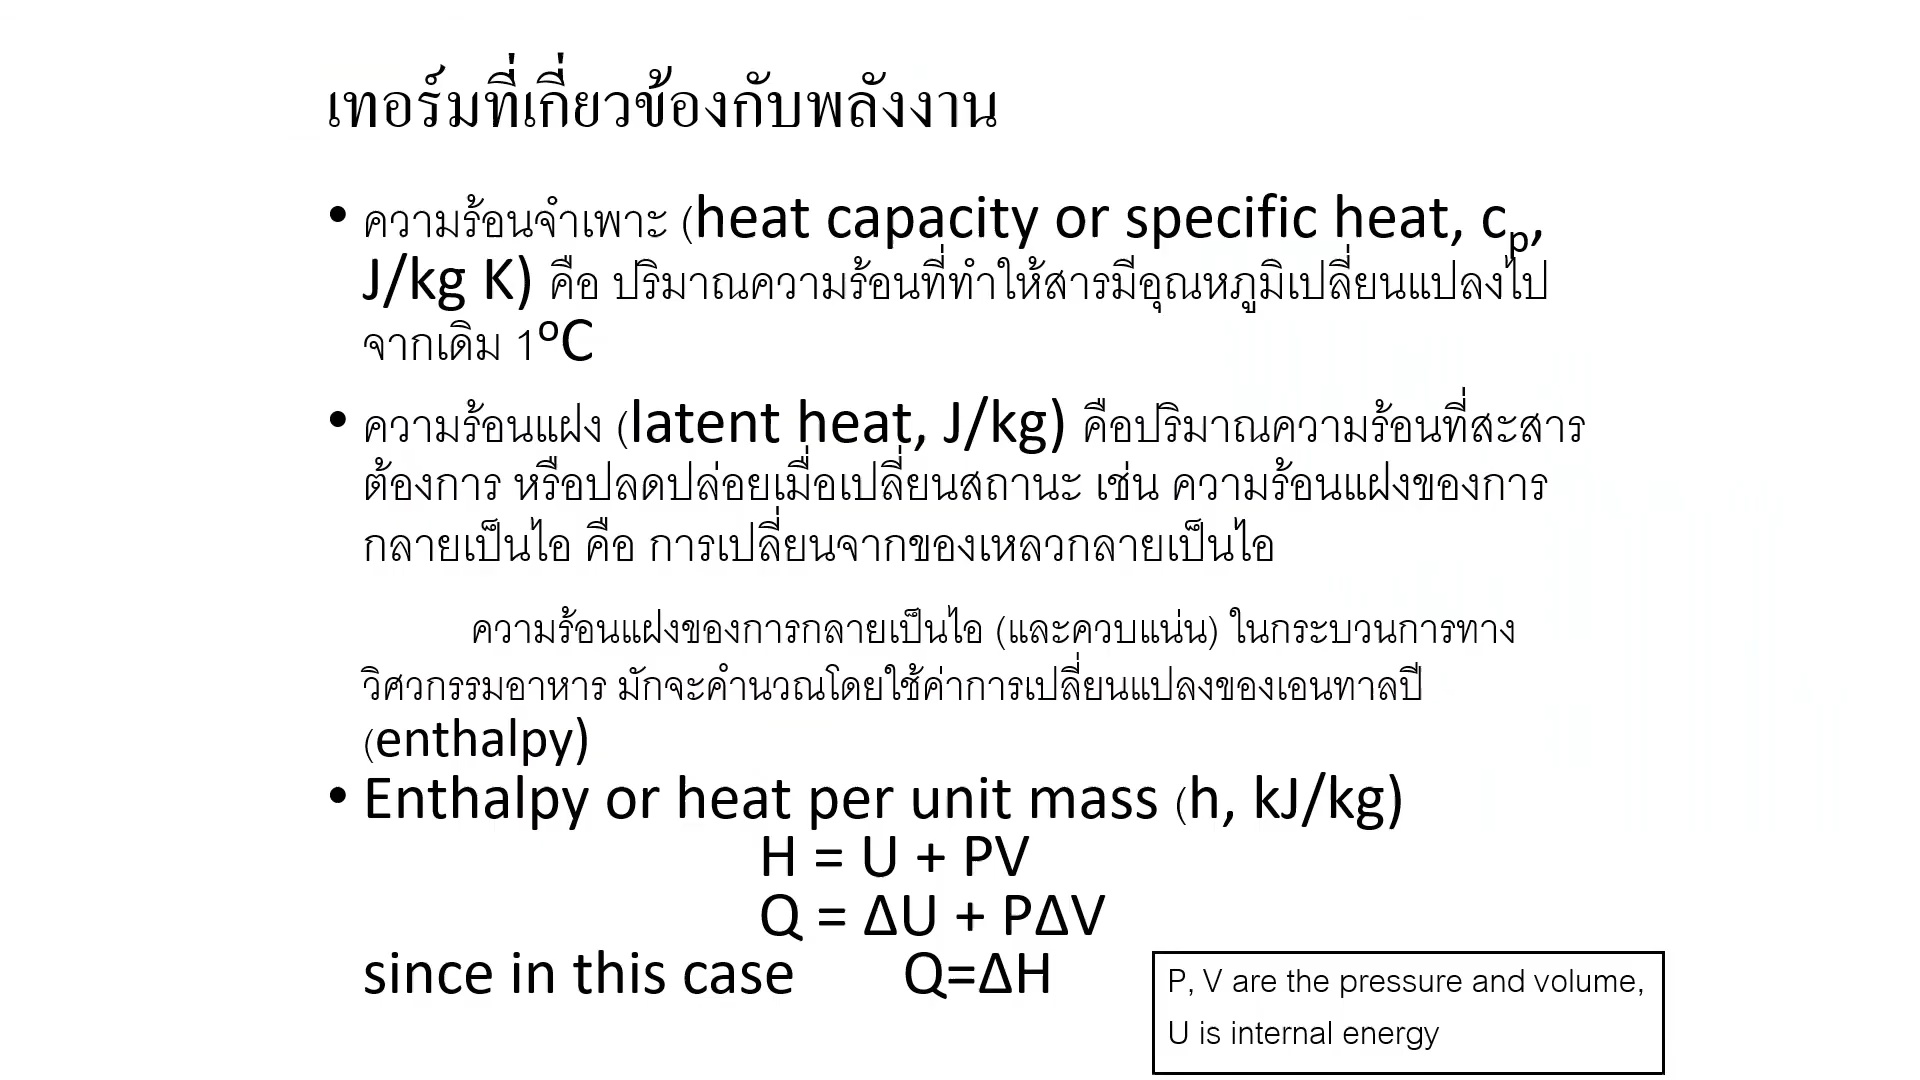 เทอร์มที่เกี่ยวข้องกับพลังงาน
• ความร้อนจำเพาะ (heat capacity or specific heat, cp,
J/kg K) คือ ปริมาณความร้อนที่ทำให้สารมีอุณหภูมิเปลี่ยนแปลงไป
จากเดิม 1°C
• ความร้อนแฝง (latent heat, J/kg) คือปริมาณความร้อนที่สะสาร
ต้องการ หรือปลดปล่อยเมื่อเปลี่ยนสถานะ เช่น ความร้อนแฝงของการ
กลายเป็นไอ คือ การเปลี่ยนจากของเหลวกลายเป็นไอ
ความร้อนแฝงของการกลายเป็นไอ (และควบแน่น) ในกระบวนการทาง
วิศวกรรมอาหาร มักจะคำนวณโดยใช้ค่าการเปลี่ยนแปลงของเอนทาลปี
(enthalpy)
• Enthalpy or heat per unit mass (h, kJ/kg)
H = U + PV
Q = ΔU + PΔV
since in this case Q=ΔH
P, V are the pressure and volume,
U is internal energy